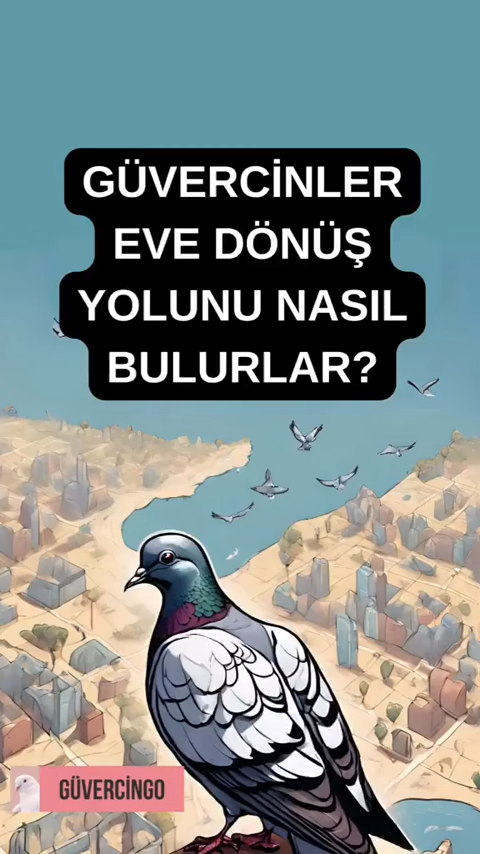 GÜVERCİNLER
EVE DÖNÜŞ
YOLUNU NASIL
BULURLAR?
GÜVERCİNGO